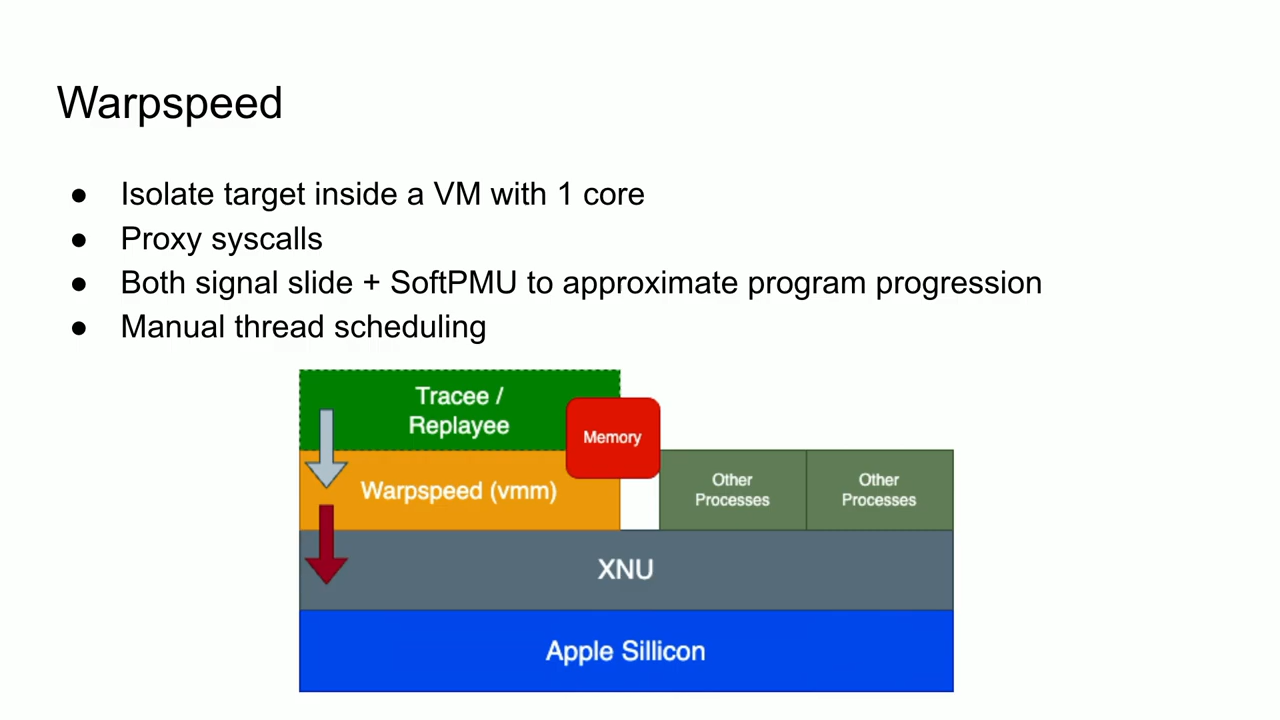 Warpspeed
● Isolate target inside a VM with 1 core
● Proxy syscalls
● Both signal slide + SoftPMU to approximate program progression
● Manual thread scheduling
Tracee /
Replayee
Memory
Warpspeed (vmm)
Other
Processes
Other
Processes
XNU
Apple Sillicon